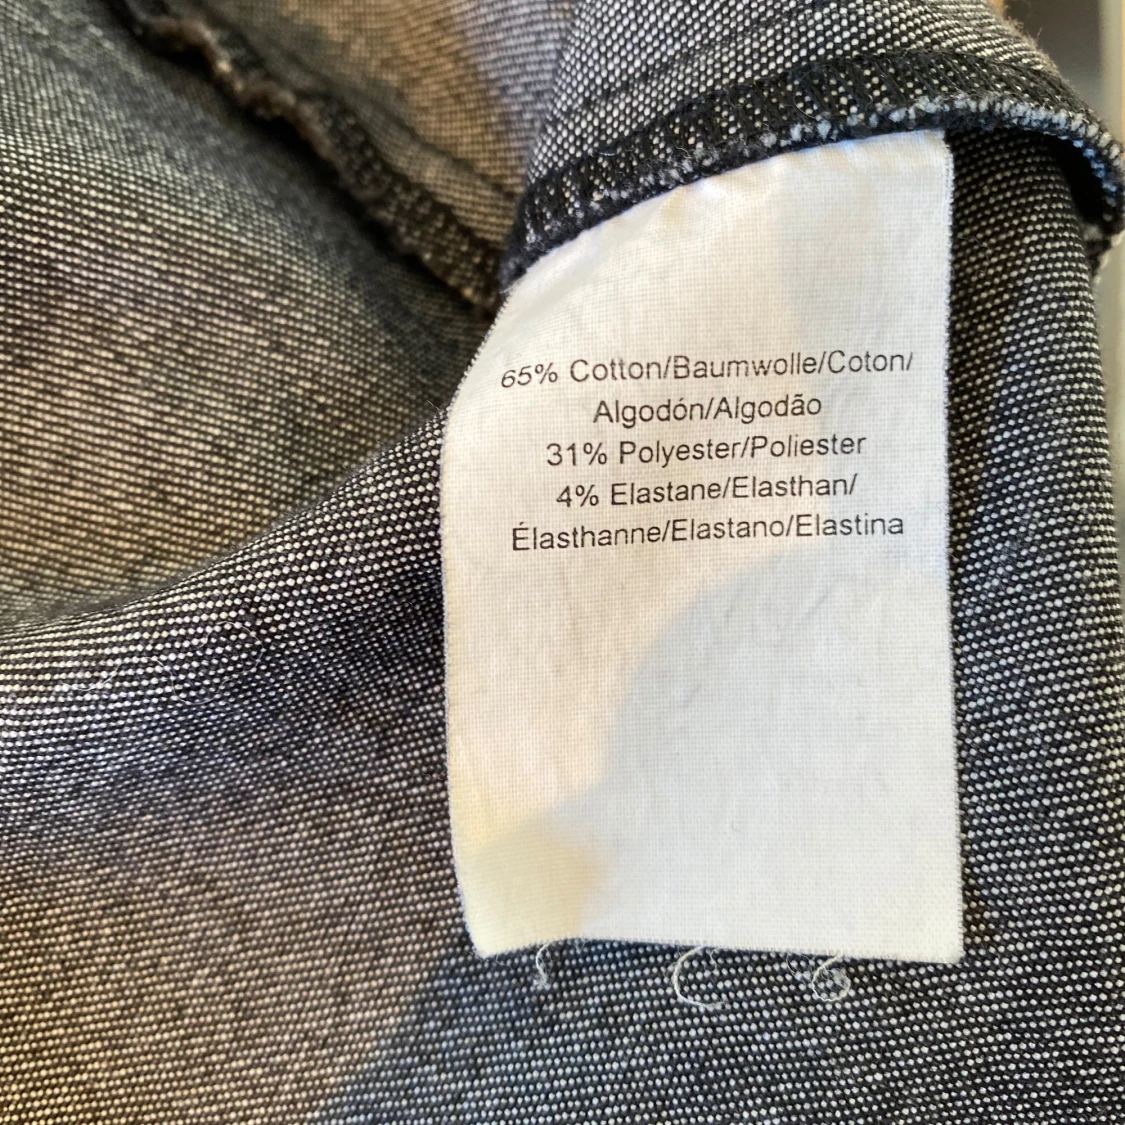 65% Cotton/Baumwolle/Coton/
Algodón/Algodão
31% Polyester/Poliester
4% Elastane/Elasthan/
Élasthanne/Elastano/Elastina